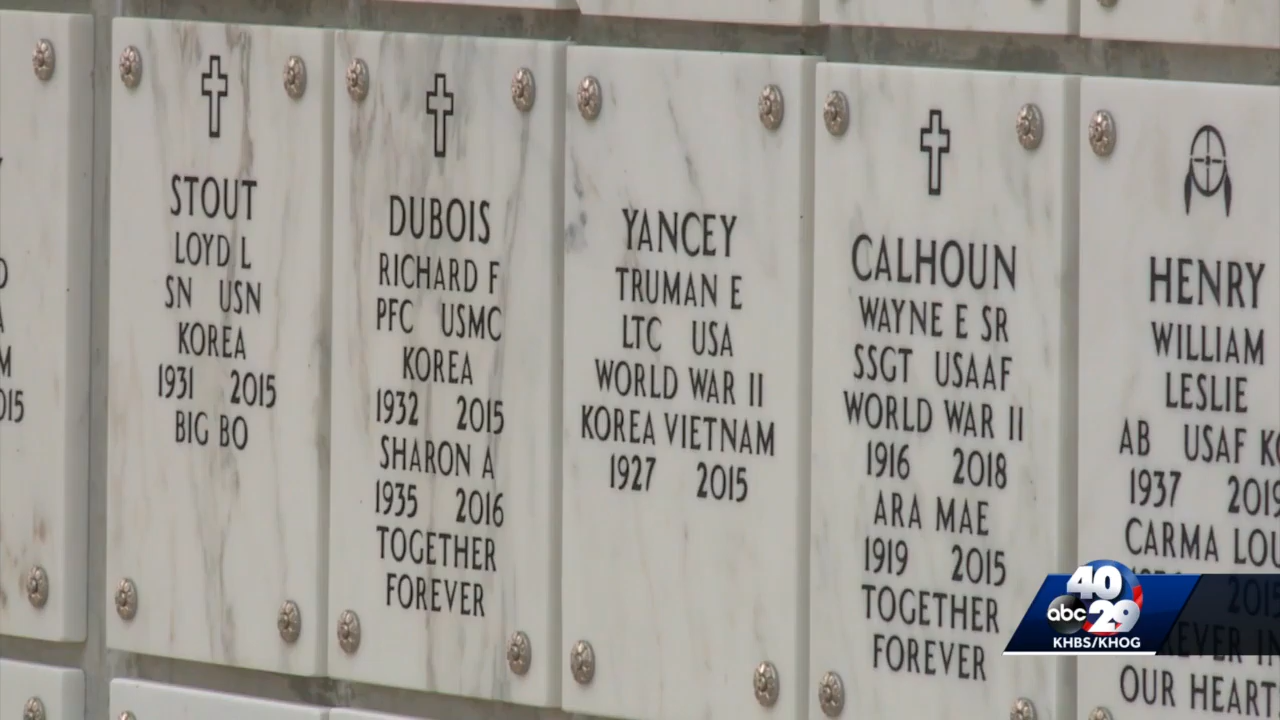 STOUT
LOYD L
SN USN
KOREA
1931 2015
BIG BO
DUBOIS
RICHARD F
PFC USMC
KOREA
1932 2015
SHARON A
1935 2016
TOGETHER
FOREVER
YANCEY
TRUMAN E
LTC USA
WORLD WAR II
KOREA VIETNAM
1927 2015
CALHOUN
WAYNE E SR
SSGT USAAF
WORLD WAR II
1916 2018
ARA MAE
1919 2015
TOGETHER
FOREVER
HENRY
WILLIAM
LESLIE
AB USAF
1937 2019
CARMA
2015
OUR
40
abc 29
KHBS/KHOG